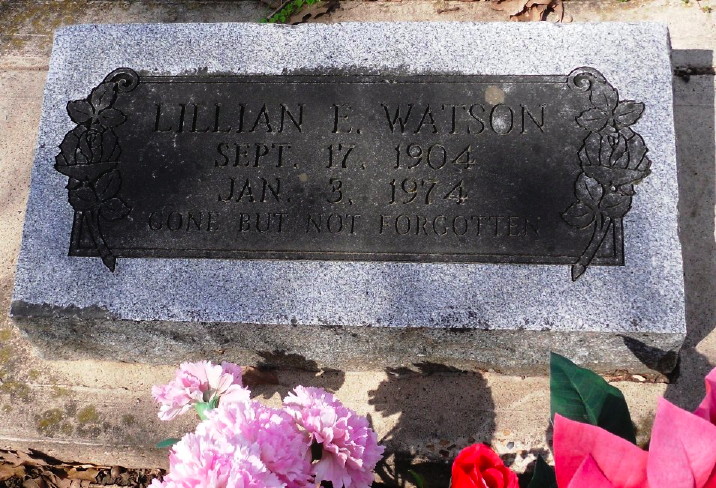 LILLIAN E. WATSON
SEPT. 17, 1904
JAN. 3, 1974
GONE BUT NOT FORGOTTEN